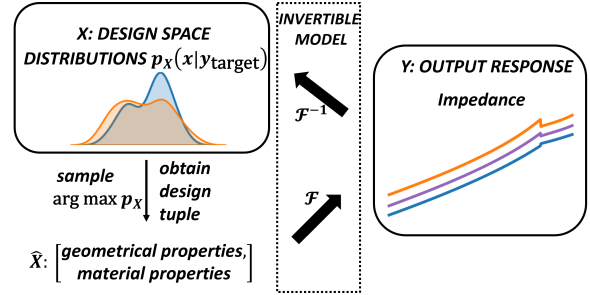 X: DESIGN SPACE
DISTRIBUTIONS p_X(x|y_target)
sample
arg max p_X
obtain
design
tuple
X̂: [geometrical properties,
material properties]
INVERTIBLE
MODEL
ℱ⁻¹
ℱ
Y: OUTPUT RESPONSE
Impedance